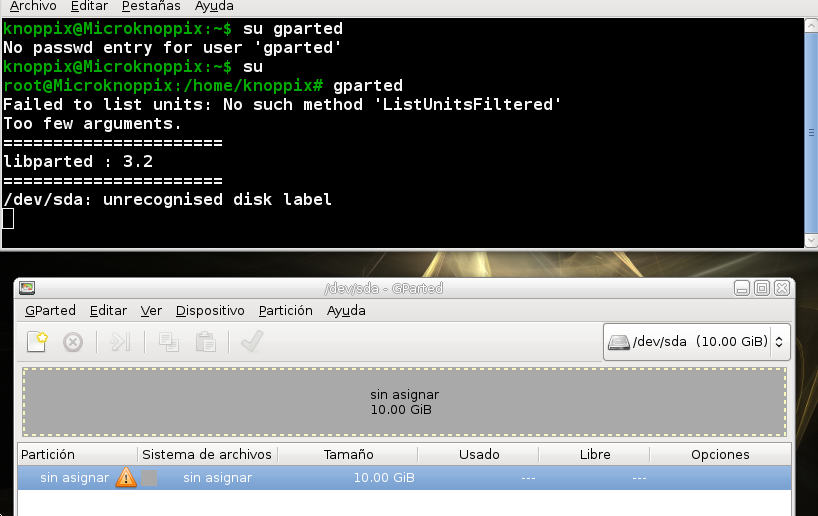 Archivo Editar Pestañas Ayuda
knoppix@Microknoppix:~$ su gparted
No passwd entry for user 'gparted'
knoppix@Microknoppix:~$ su
root@Microknoppix:/home/knoppix# gparted
Failed to list units: No such method 'ListUnitsFiltered'
Too few arguments.
======================
libparted : 3.2
======================
/dev/sda: unrecognised disk label
/dev/sda - GParted
GParted Editar Ver Dispositivo Partición Ayuda
/dev/sda (10.00 GiB)
sin asignar
10.00 GiB
Partición Sistema de archivos Tamaño Usado Libre Opciones
sin asignar sin asignar 10.00 GiB --- ---